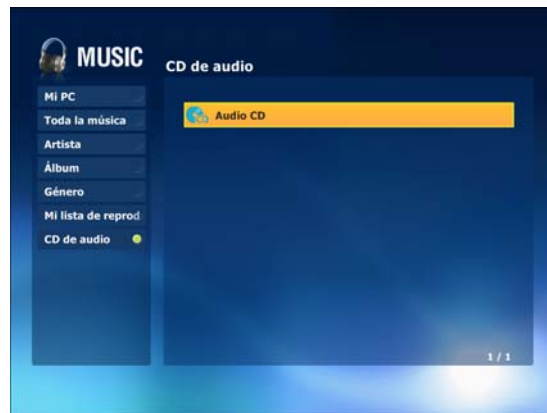 MUSIC
CD de audio
Mi PC
Toda la música
Artista
Álbum
Género
Mi lista de reprod
CD de audio
Audio CD
1 / 1